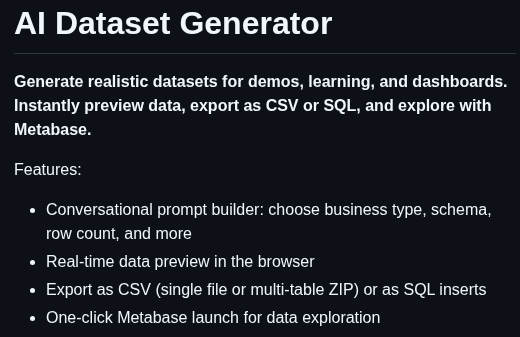 AI Dataset Generator
Generate realistic datasets for demos, learning, and dashboards.
Instantly preview data, export as CSV or SQL, and explore with
Metabase.
Features:
• Conversational prompt builder: choose business type, schema,
row count, and more
• Real-time data preview in the browser
• Export as CSV (single file or multi-table ZIP) or as SQL inserts
• One-click Metabase launch for data exploration